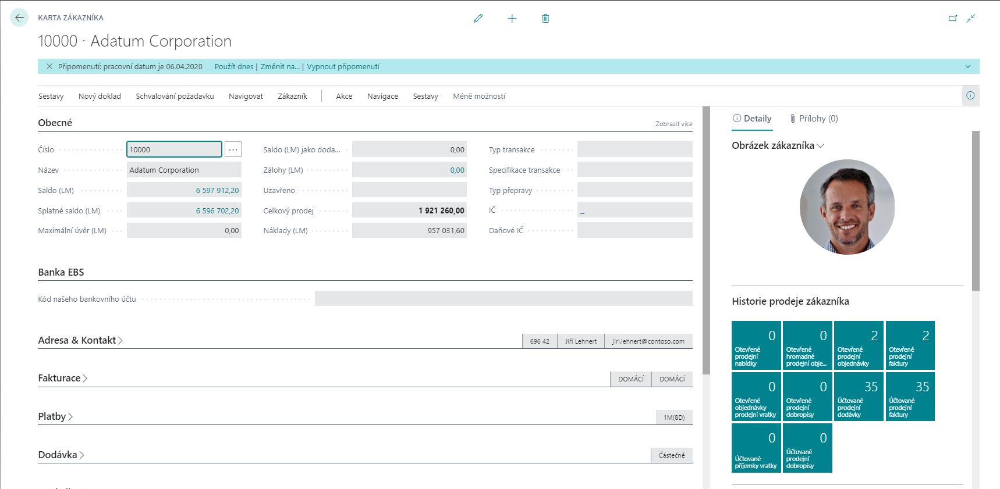 KARTA ZÁKAZNÍKA
10000 · Adatum Corporation
Připomenutí: pracovní datum je 06.04.2020 Použít dnes | Změnit na... | Vypnout připomenutí
Sestavy Nový doklad Schvalování požadavku Navigovat Zákazník Akce Navigace Sestavy Méně možností
Obecné Zobrazit více
Číslo 10000
Název Adatum Corporation
Saldo (LM) 6 597 912,20
Splatné saldo (LM) 6 596 702,20
Maximální úvěr (LM) 0,00
Saldo (LM) jako doda... 0,00
Zálohy (LM) 0,00
Uzavřeno
Celkový prodej 1 921 260,00
Náklady (LM) 957 031,60
Typ transakce
Specifikace transakce
Typ přepravy
IČ _
Daňové IČ
Banka EBS
Kód našeho bankovního účtu
Adresa & Kontakt 696 42 Jiří Lehnert jiri.lehnert@contoso.com
Fakturace DOMÁCÍ DOMÁCÍ
Platby 1M(8D)
Dodávka Částečně
Detaily Přílohy (0)
Obrázek zákazníka
Historie prodeje zákazníka
0
Otevřené
prodejní
nabídky
0
Otevřené
hromadné
prodejní obje...
2
Otevřené
prodejní
objednávky
2
Otevřené
prodejní
faktury
0
Otevřené
objednávky
prodejní vratky
0
Otevřené
prodejní
dobropisy
35
Účtované
prodejní
dodávky
35
Účtované
prodejní
faktury
0
Účtované
příjemky vratky
0
Účtované
prodejní
dobropisy